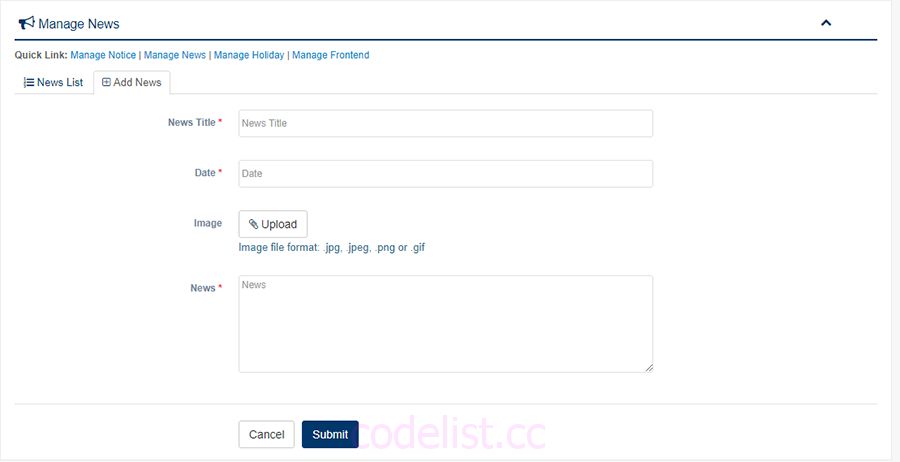 Manage News
Quick Link: Manage Notice | Manage News | Manage Holiday | Manage Frontend
News List Add News
News Title * News Title
Date * Date
Image Upload
Image file format: .jpg, .jpeg, .png or .gif
News * News
Cancel Submit codelist.cc